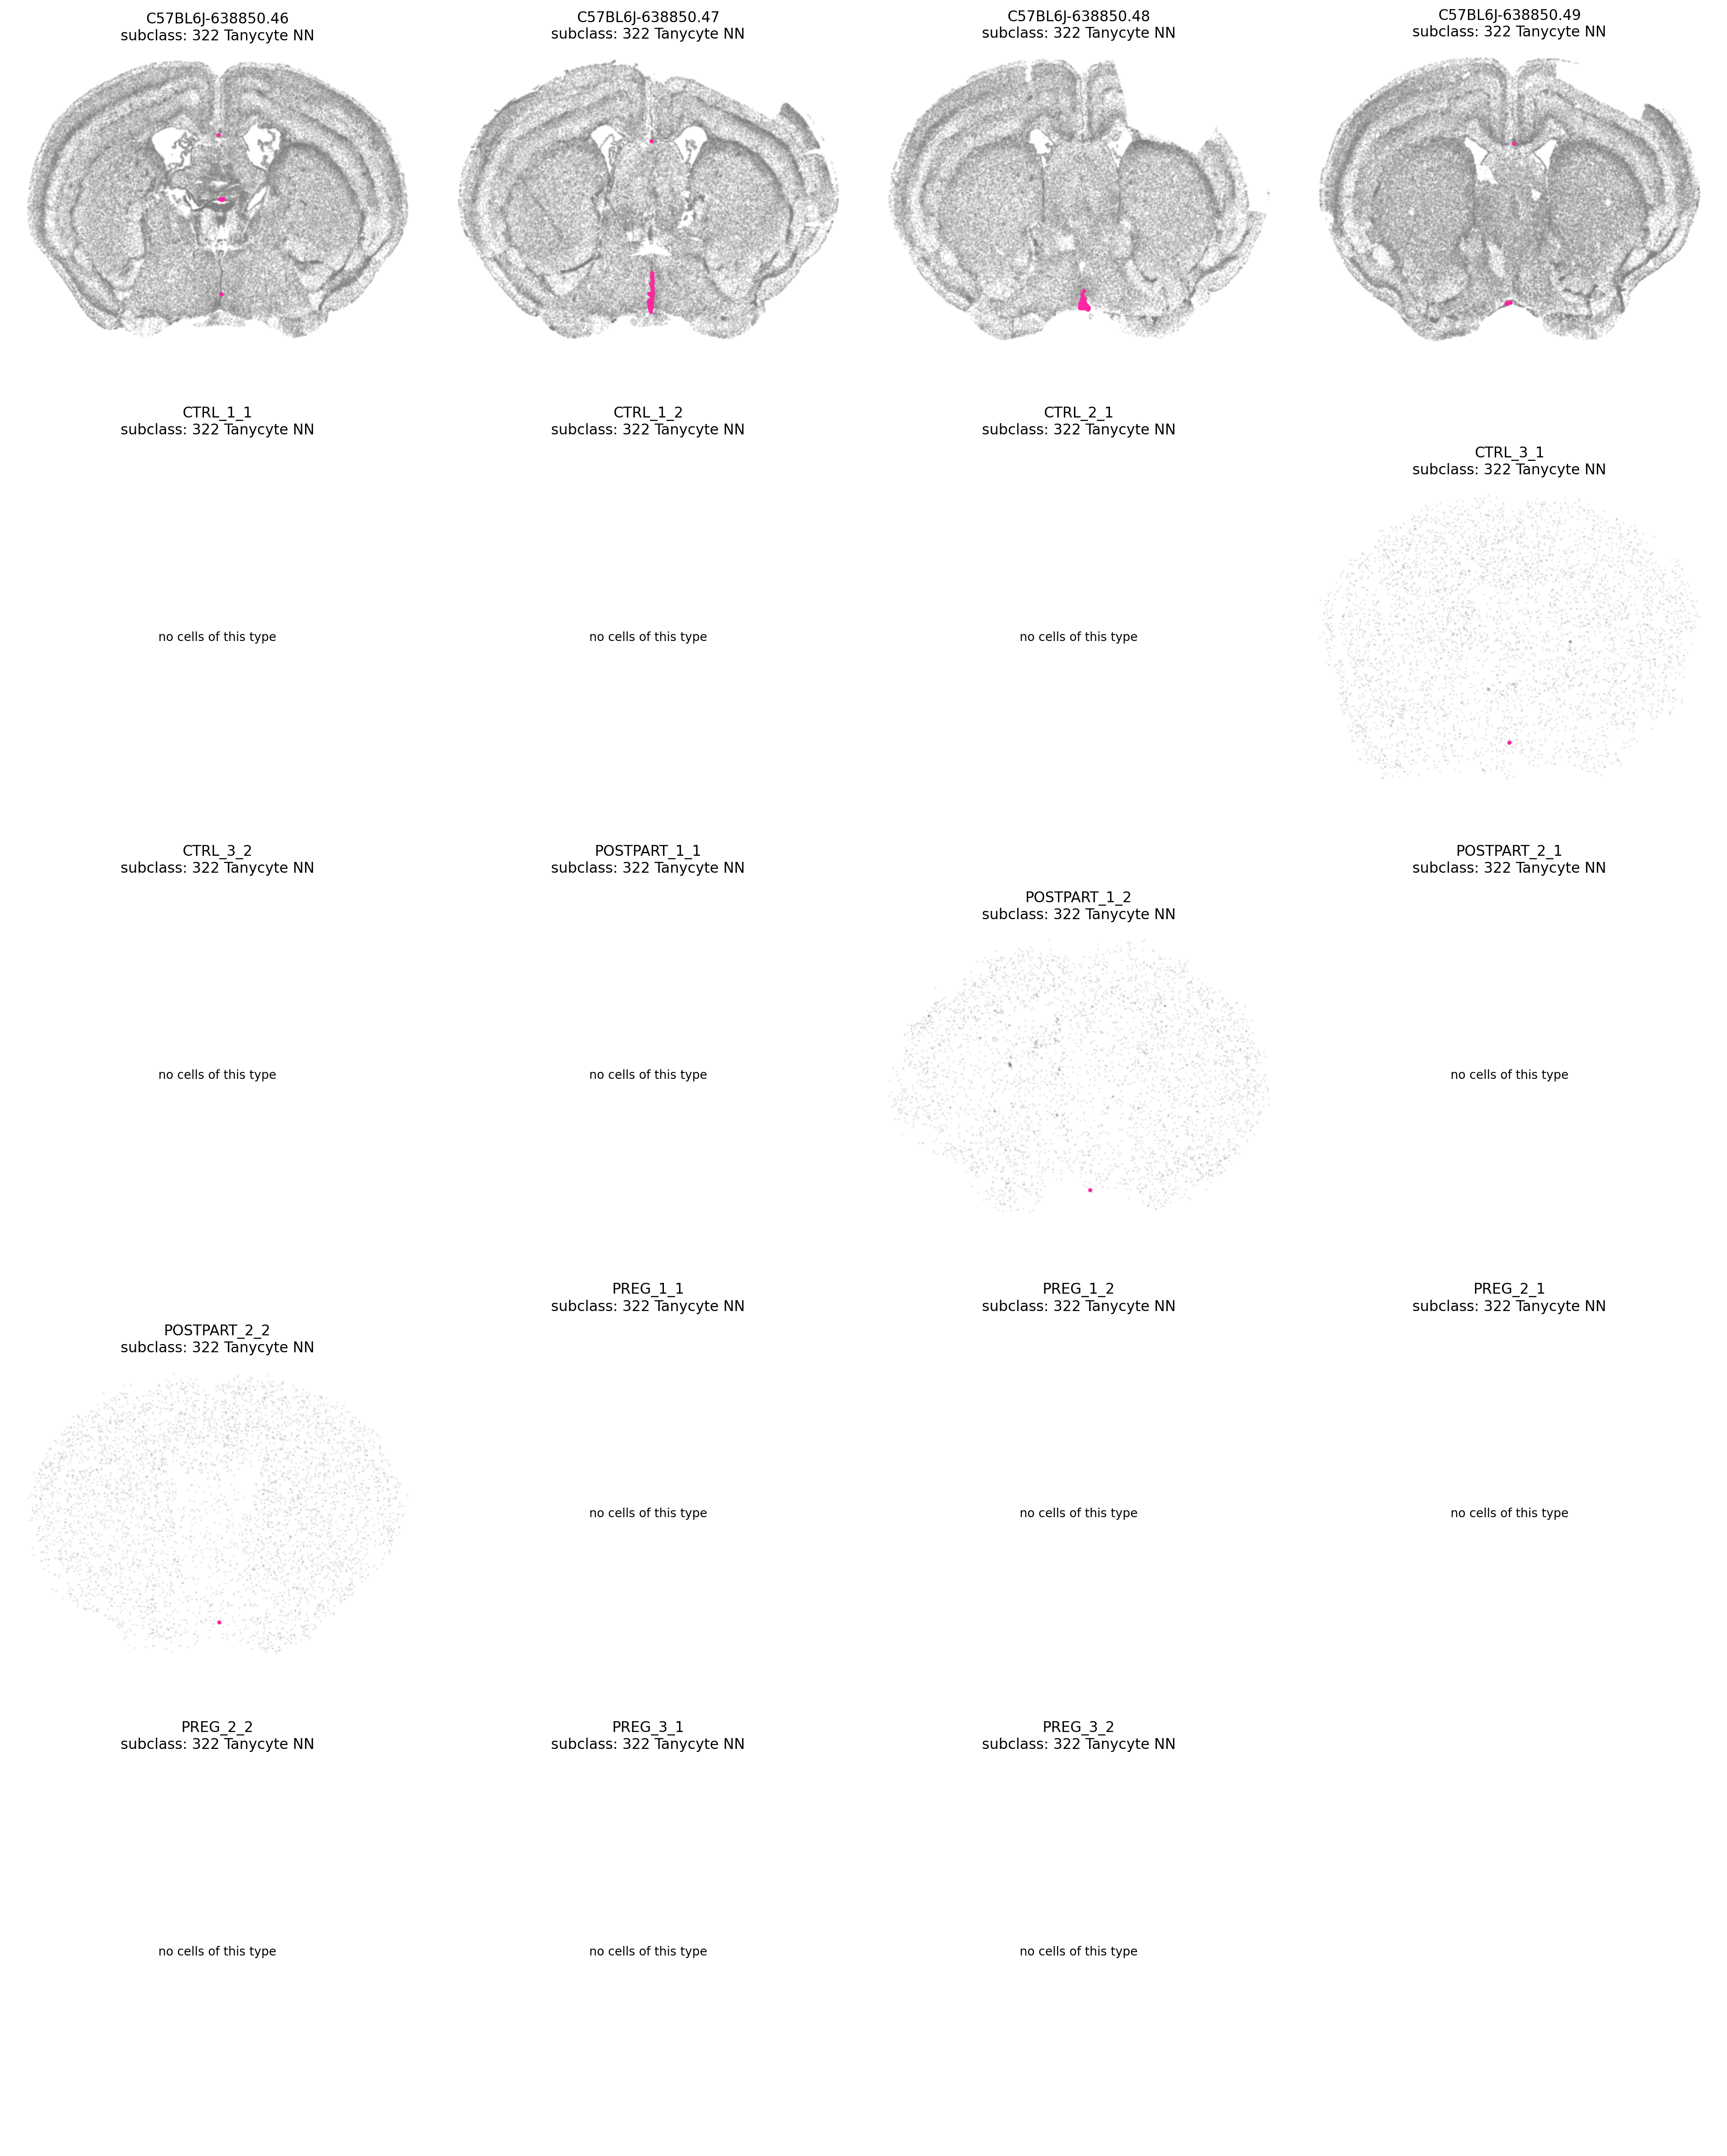 C57BL6J-638850.46
subclass: 322 Tanycyte NN
C57BL6J-638850.47
subclass: 322 Tanycyte NN
C57BL6J-638850.48
subclass: 322 Tanycyte NN
C57BL6J-638850.49
subclass: 322 Tanycyte NN
CTRL_1_1
subclass: 322 Tanycyte NN
no cells of this type
CTRL_1_2
subclass: 322 Tanycyte NN
no cells of this type
CTRL_2_1
subclass: 322 Tanycyte NN
no cells of this type
CTRL_3_1
subclass: 322 Tanycyte NN
CTRL_3_2
subclass: 322 Tanycyte NN
no cells of this type
POSTPART_1_1
subclass: 322 Tanycyte NN
no cells of this type
POSTPART_1_2
subclass: 322 Tanycyte NN
POSTPART_2_1
subclass: 322 Tanycyte NN
no cells of this type
POSTPART_2_2
subclass: 322 Tanycyte NN
PREG_1_1
subclass: 322 Tanycyte NN
no cells of this type
PREG_1_2
subclass: 322 Tanycyte NN
no cells of this type
PREG_2_1
subclass: 322 Tanycyte NN
no cells of this type
PREG_2_2
subclass: 322 Tanycyte NN
no cells of this type
PREG_3_1
subclass: 322 Tanycyte NN
no cells of this type
PREG_3_2
subclass: 322 Tanycyte NN
no cells of this type